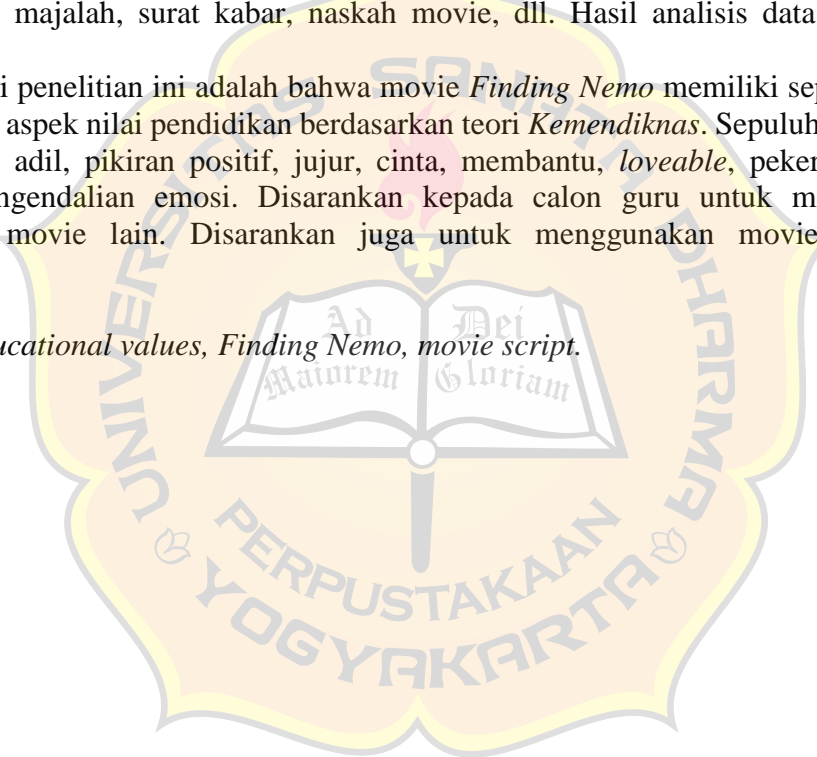 majalah, surat kabar, naskah movie, dll. Hasil analisis data
i penelitian ini adalah bahwa movie Finding Nemo memiliki sep
aspek nilai pendidikan berdasarkan teori Kemendiknas. Sepuluh
adil, pikiran positif, jujur, cinta, membantu, loveable, peker
ngendalian emosi. Disarankan kepada calon guru untuk m
movie lain. Disarankan juga untuk menggunakan movie
ucational values, Finding Nemo, movie script.
UNIVERSITAS SANATA DHARMA
Ad Dei
Maiorem Gloriam
PERPUSTAKAAN
YOGYAKARTA